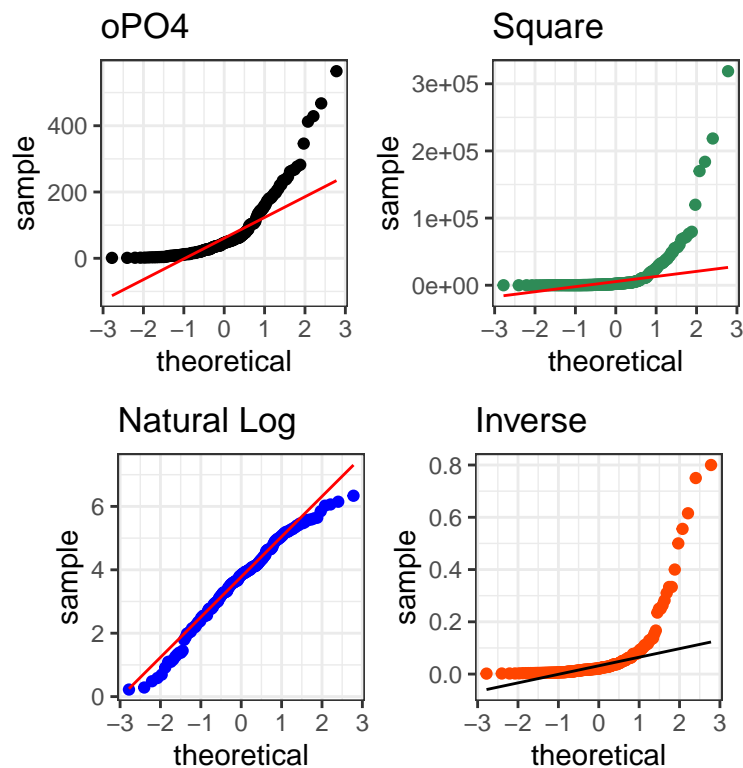 oPO4
sample
400
200
0
−3 −2 −1 0 1 2 3
theoretical
Square
sample
3e+05
2e+05
1e+05
0e+00
−3 −2 −1 0 1 2 3
theoretical
Natural Log
sample
6
4
2
0
−3 −2 −1 0 1 2 3
theoretical
Inverse
sample
0.8
0.6
0.4
0.2
0.0
−3 −2 −1 0 1 2 3
theoretical